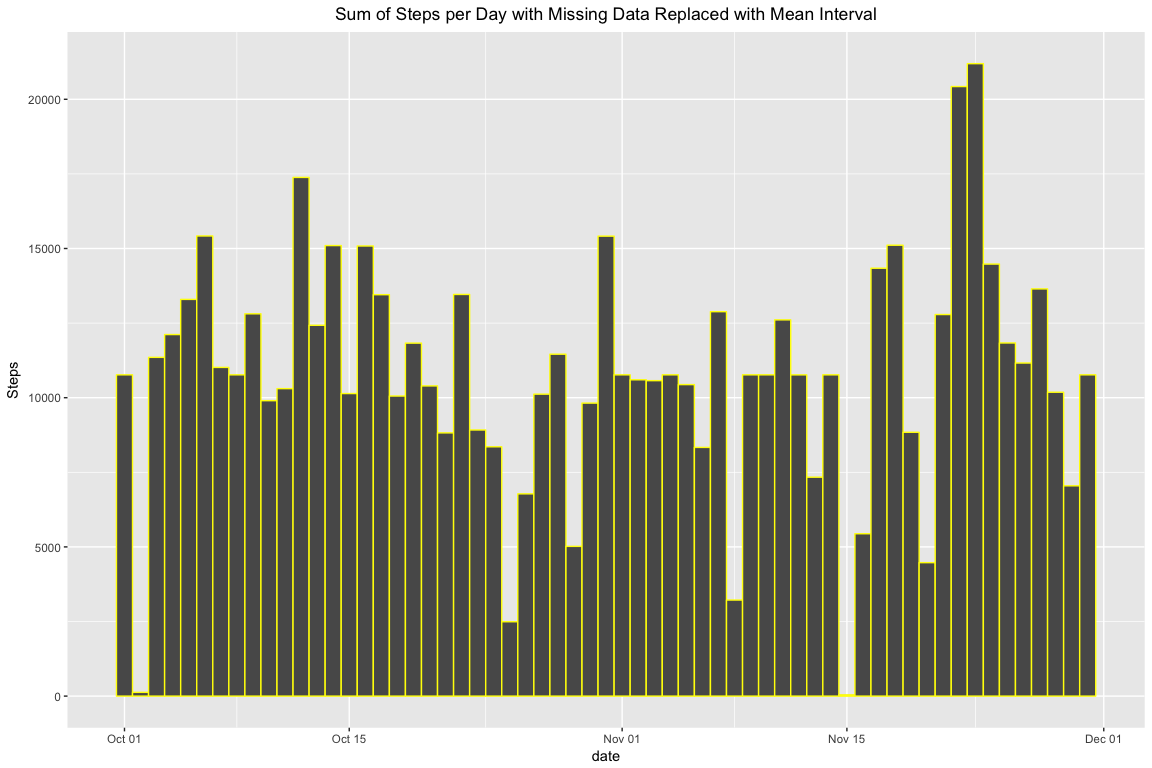 Sum of Steps per Day with Missing Data Replaced with Mean Interval
Steps
20000
15000
10000
5000
0
Oct 01
Oct 15
Nov 01
Nov 15
Dec 01
date